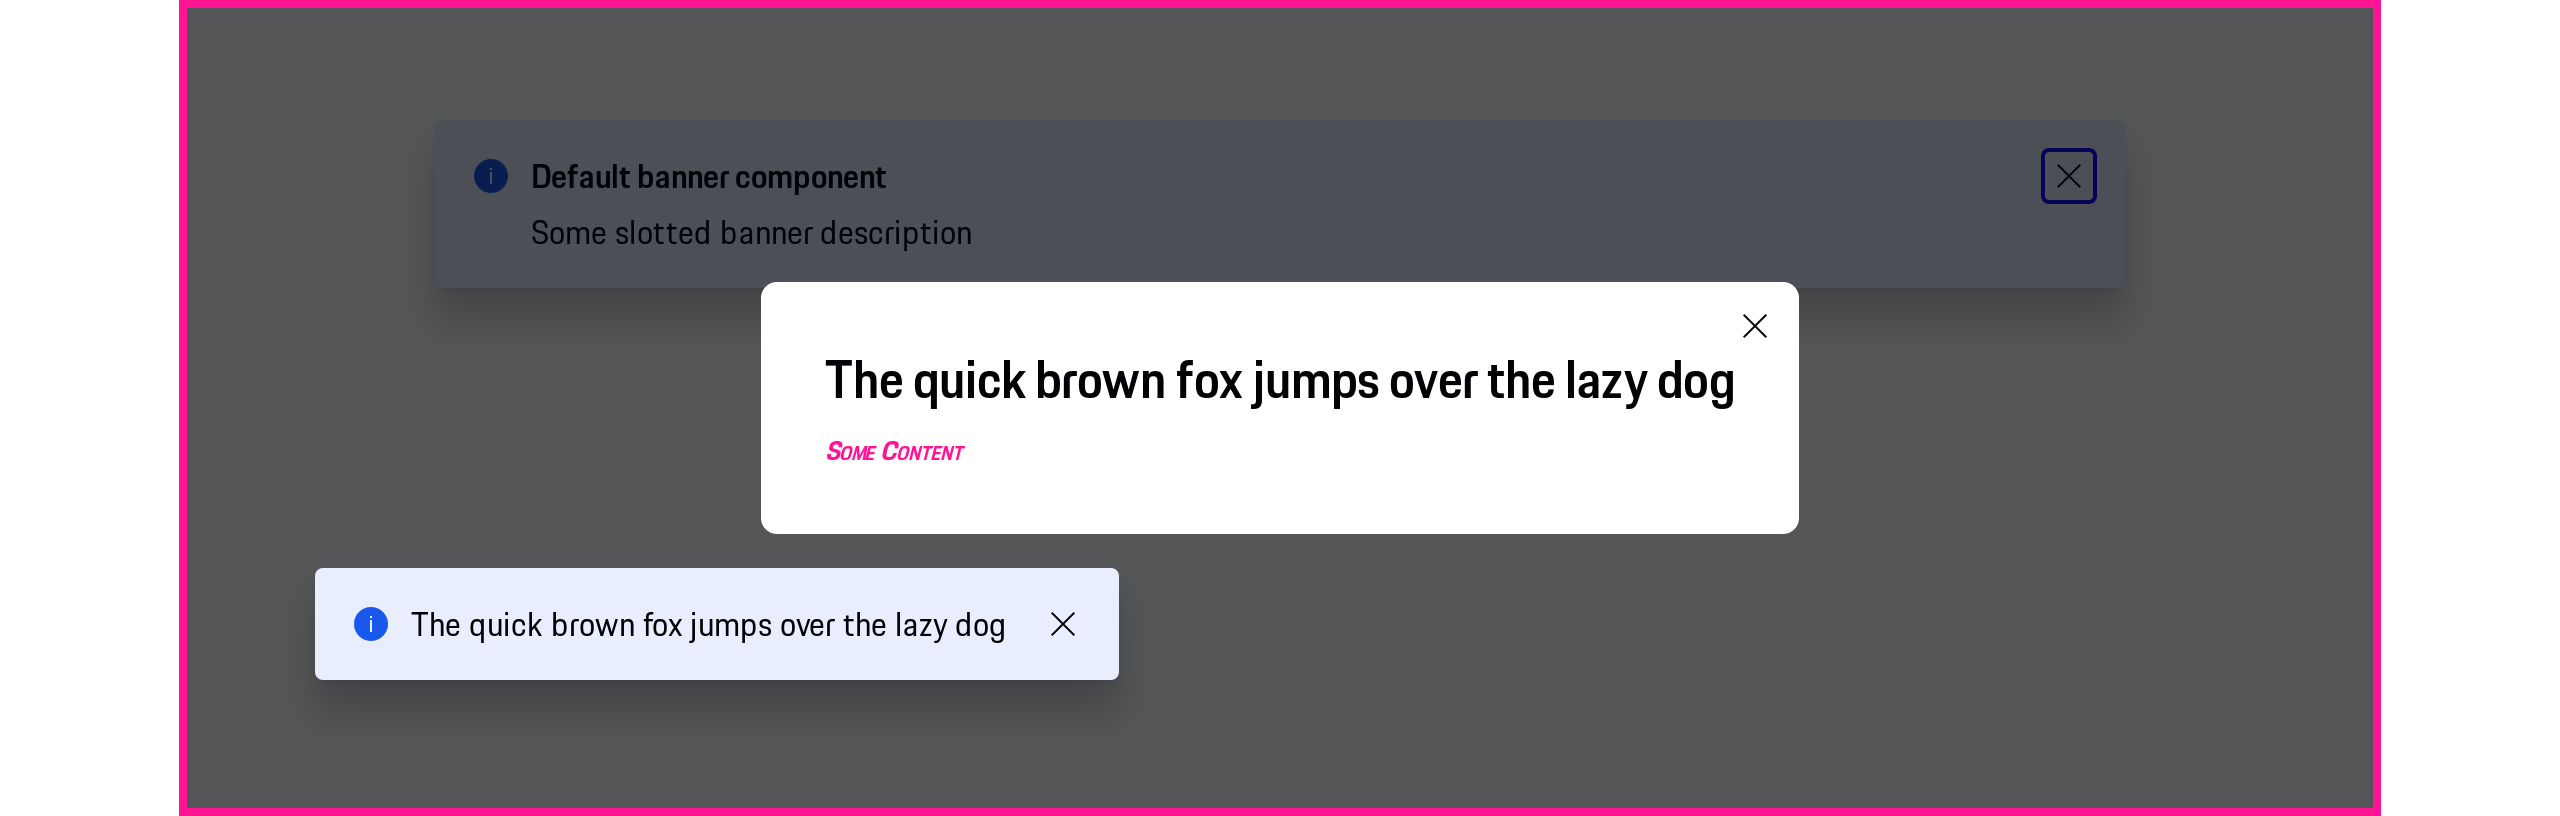 Default banner component
Some slotted banner description
The quick brown fox jumps over the lazy dog
Some Content
The quick brown fox jumps over the lazy dog